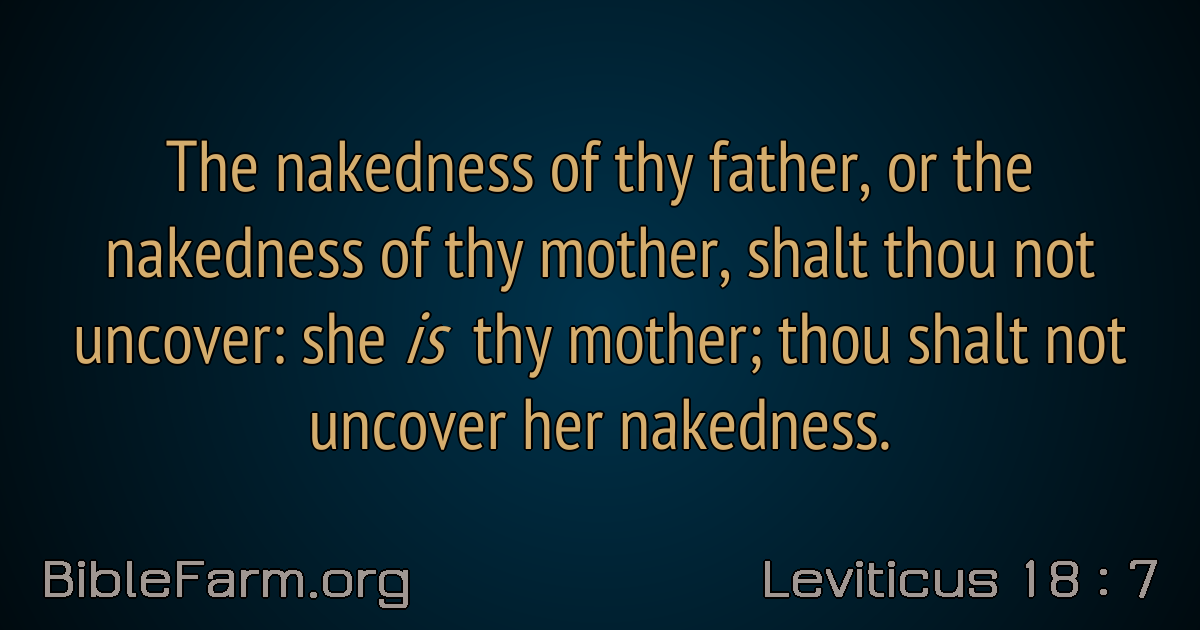 The nakedness of thy father, or the
nakedness of thy mother, shalt thou not
uncover: she is thy mother; thou shalt not
uncover her nakedness.
BibleFarm.org
Leviticus 18 : 7